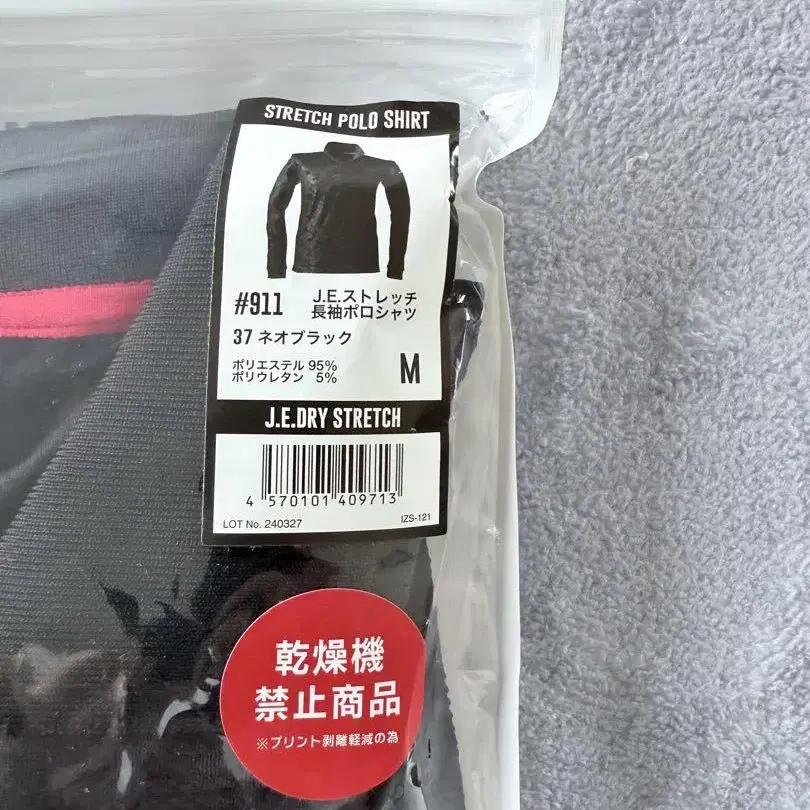 STRETCH POLO SHIRT
#911 J.E.ストレッチ
長袖ポロシャツ
37 ネオブラック
ポリエステル 95%
ポリウレタン 5%
M
J.E.DRY STRETCH
4 570101 409713
LOT No. 240327 IZS-121
乾燥機
禁止商品
※プリント剥離軽減の為